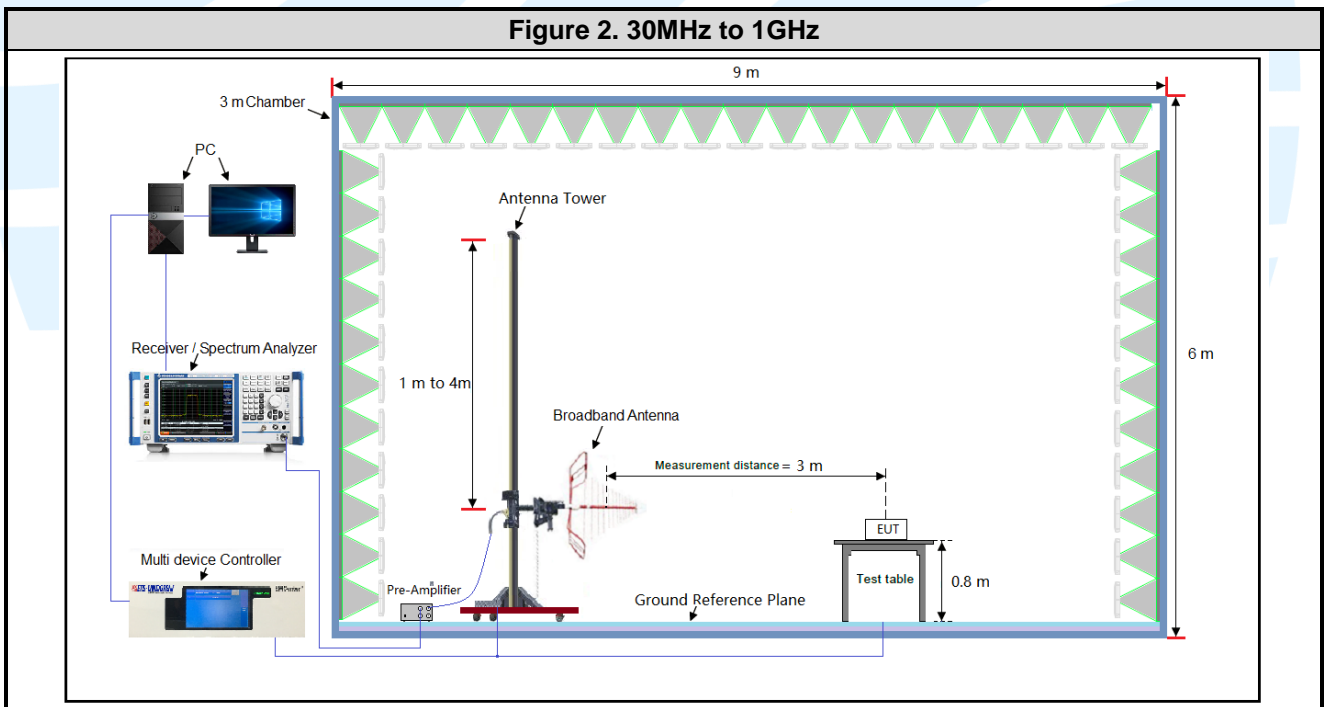 Figure 2. 30MHz to 1GHz
9 m
3 m Chamber
PC
Antenna Tower
Receiver / Spectrum Analyzer
6 m
1 m to 4m
Broadband Antenna
Measurement distance = 3 m
EUT
Multi device Controller
Pre-Amplifier
Test table
0.8 m
Ground Reference Plane